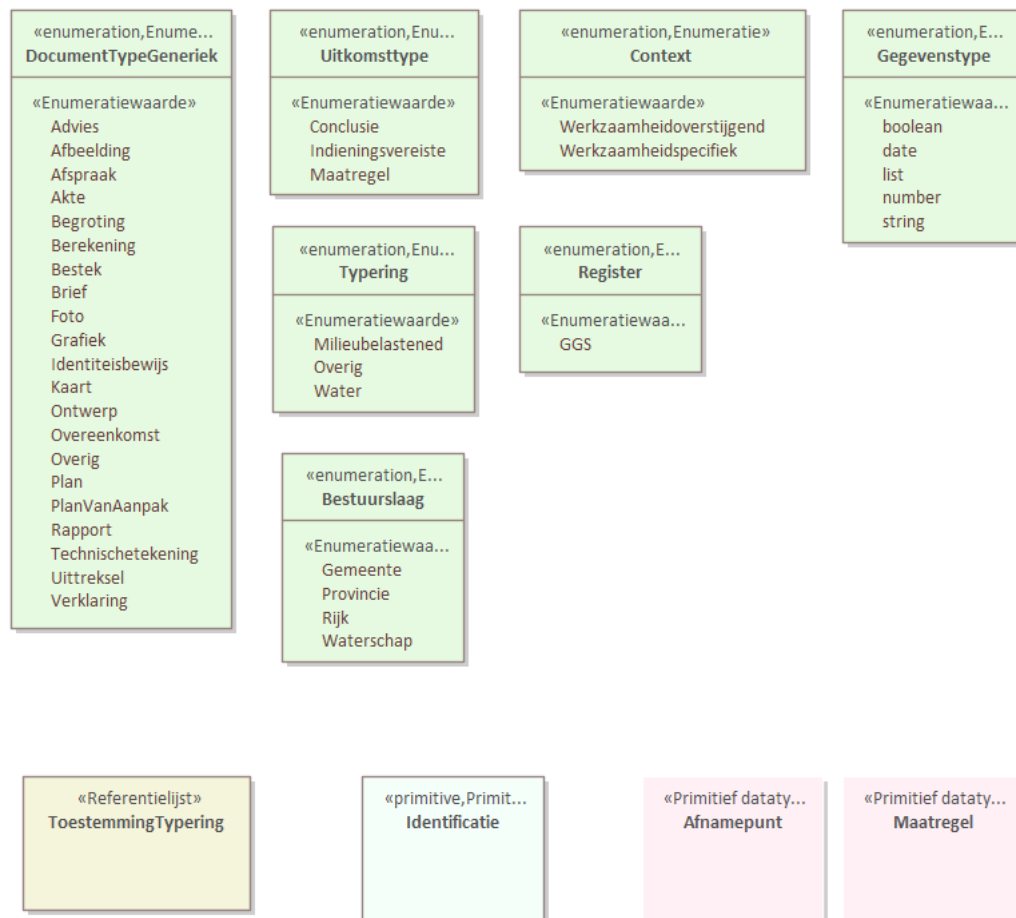 «enumeration,Enume...
DocumentTypeGeneriek
«Enumeratiewaarde»
Advies
Afbeelding
Afspraak
Akte
Begroting
Berekening
Bestek
Brief
Foto
Grafiek
Identiteisbewijs
Kaart
Ontwerp
Overeenkomst
Overig
Plan
PlanVanAanpak
Rapport
Technischetekening
Uittreksel
Verklaring
«enumeration,Enu...
Uitkomsttype
«Enumeratiewaarde»
Conclusie
Indieningsvereiste
Maatregel
«enumeration,Enumeratie»
Context
«Enumeratiewaarde»
Werkzaamheidoverstijgend
Werkzaamheidspecifiek
«enumeration,E...
Gegevenstype
«Enumeratiewaa...
boolean
date
list
number
string
«enumeration,Enu...
Typering
«Enumeratiewaarde»
Milieubelastened
Overig
Water
«enumeration,E...
Register
«Enumeratiewaa...
GGS
«enumeration,E...
Bestuurslaag
«Enumeratiewaa...
Gemeente
Provincie
Rijk
Waterschap
«Referentielijst»
ToestemmingTypering
«primitive,Primit...
Identificatie
«Primitief dataty...
Afnamepunt
«Primitief dataty...
Maatregel